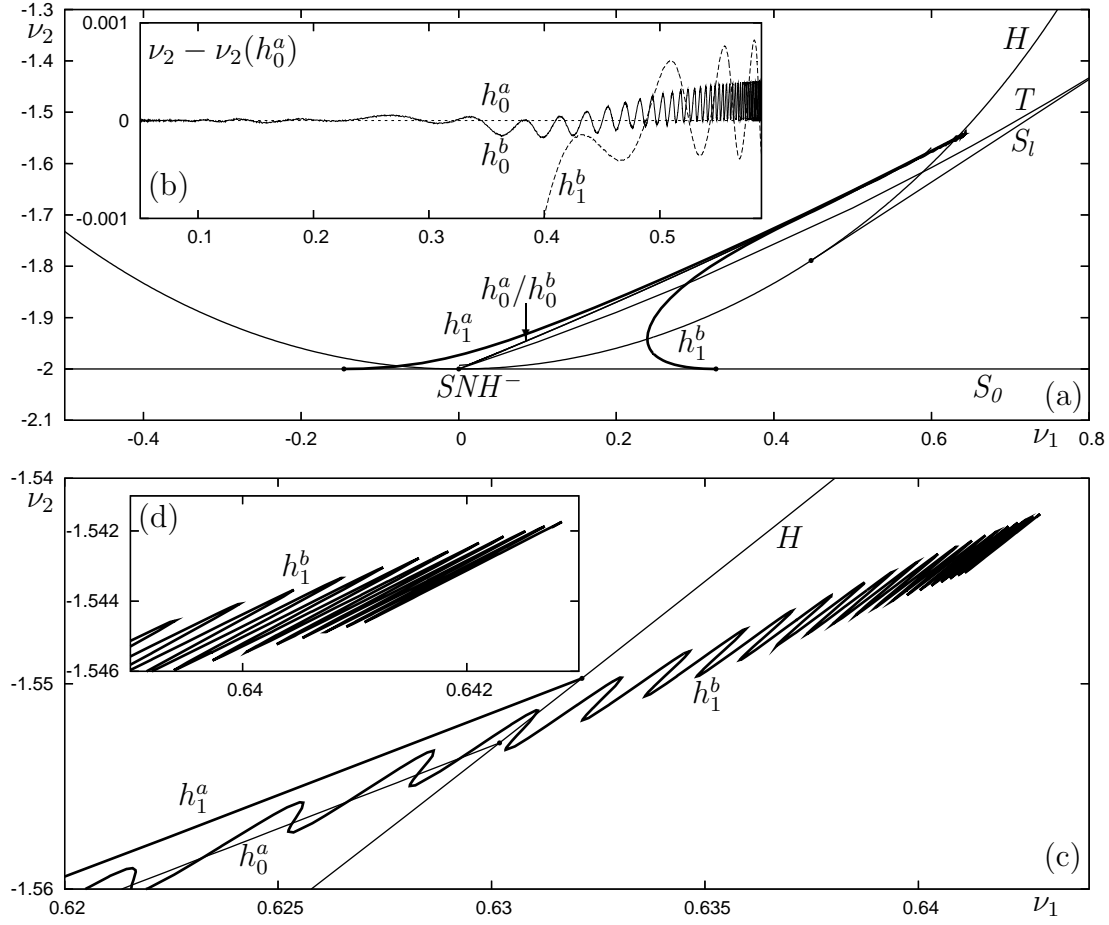 -1.3
ν₂
-1.4
-1.5
-1.6
-1.7
-1.8
-1.9
-2
-2.1
0.001
0
-0.001
ν₂ − ν₂(h₀ᵃ)
h₀ᵃ
h₀ᵇ
h₁ᵇ
(b)
0.1 0.2 0.3 0.4 0.5
H
T
Sₗ
h₀ᵃ/h₀ᵇ
h₁ᵃ
h₁ᵇ
SNH⁻
S₀
(a)
-0.4 -0.2 0 0.2 0.4 0.6 ν₁ 0.8
-1.54
ν₂
-1.55
-1.56
(d)
-1.542
-1.544
-1.546
h₁ᵇ
0.64 0.642
H
h₁ᵇ
h₁ᵃ
h₀ᵃ
(c)
0.62 0.625 0.63 0.635 0.64 ν₁